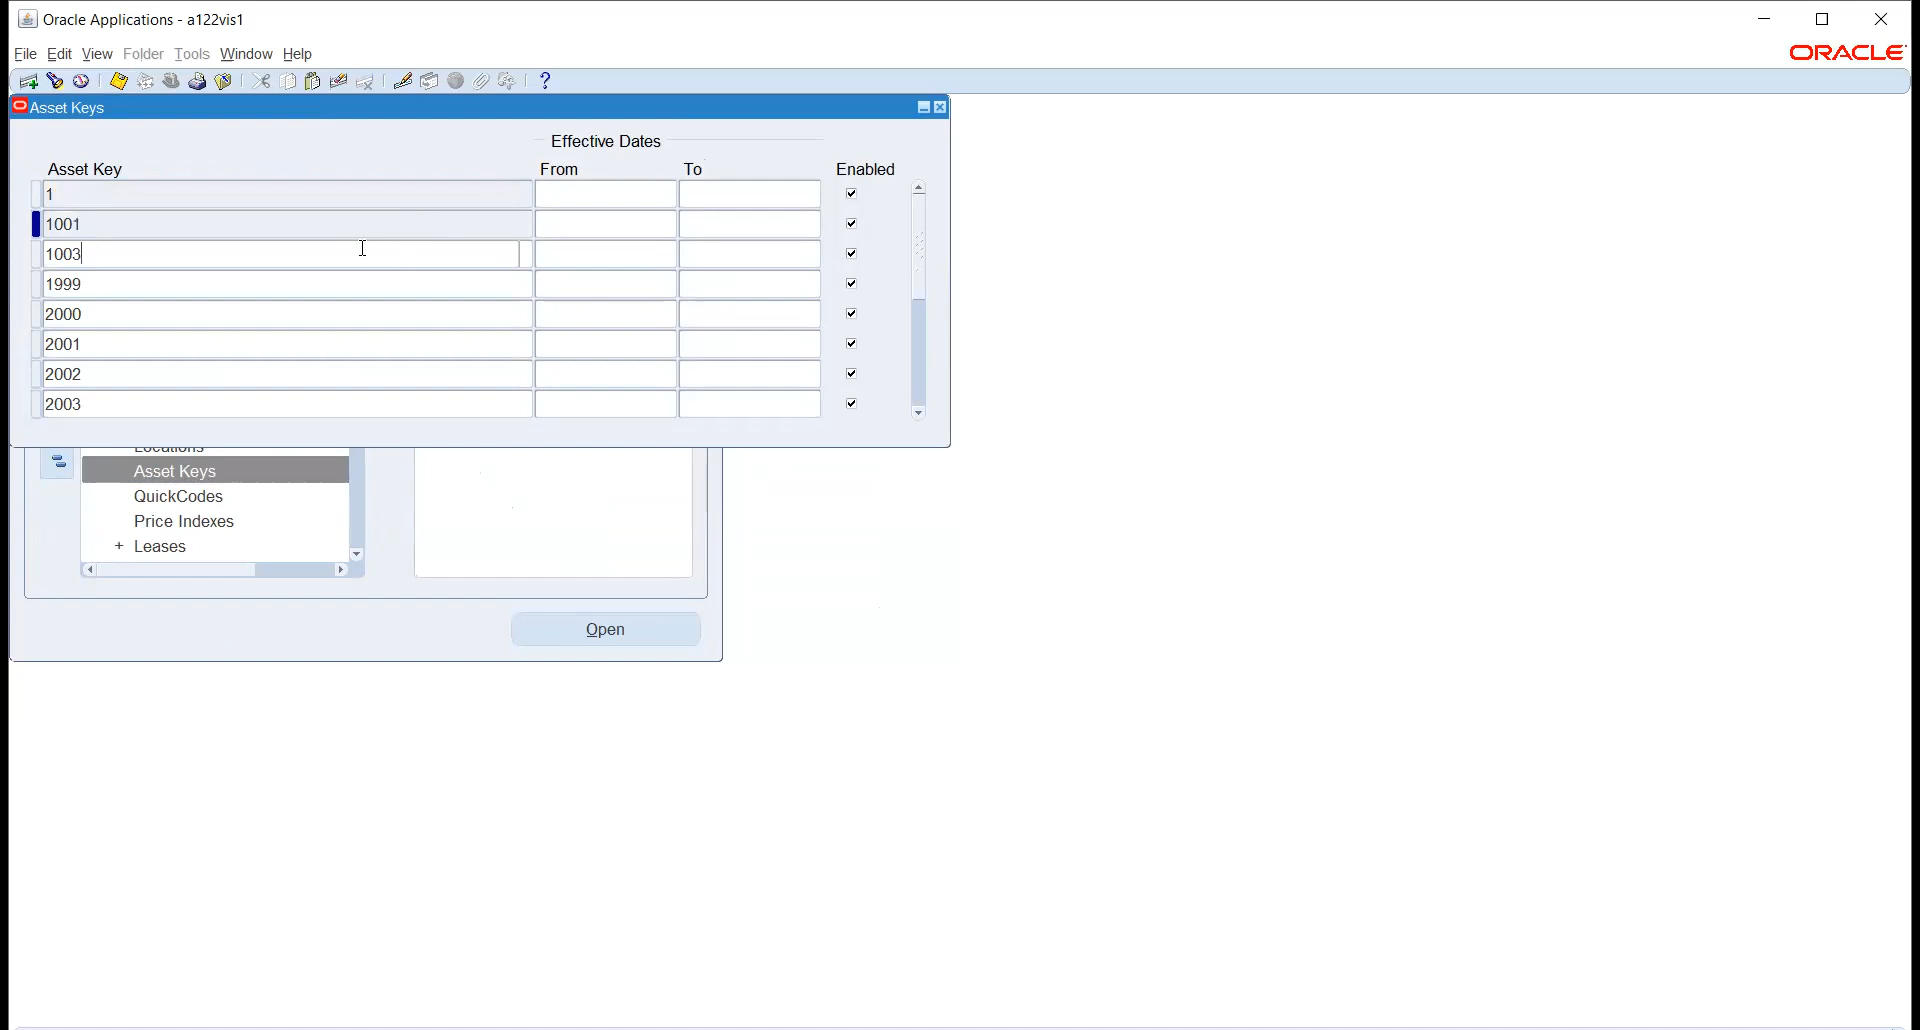 Oracle Applications - a122vis1
File Edit View Folder Tools Window Help
ORACLE
?
Asset Keys
Effective Dates
Asset Key From To Enabled
1
1001
1003
1999
2000
2001
2002
2003
Locations
Asset Keys
QuickCodes
Price Indexes
+ Leases
Open